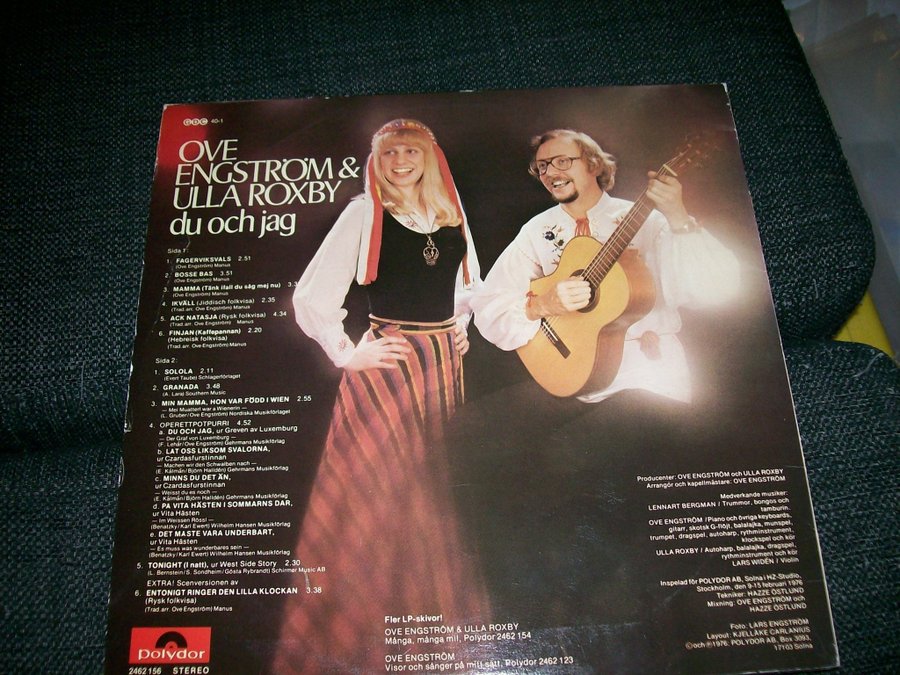 GDC 40-1
OVE
ENGSTRÖM &
ULLA ROXBY
du och jag
Sida 1:
1. FAGERVIKSVALS 2.51
(Ove Engström) Manus
2. BOSSE BAS 3.51
(Ove Engström) Manus
3. MAMMA (Tänk ifall du såg mej nu)
(Ove Engström) Manus
4. IKVÄLL (Jiddisch folkvisa) 2.35
(Trad.arr. Ove Engström) Manus
5. ACK NATASJA (Rysk folkvisa) 4.34
(Trad.arr. Ove Engström) Manus
6. FINJAN (Kaffepannan) 2.20
(Hebreisk folkvisa)
(Trad.arr. Ove Engström) Manus
Sida 2:
1. SOLOLA 2.11
(Evert Taube) Schlagerförlaget
2. GRANADA 3.48
(A. Lara) Southern Music
3. MIN MAMMA, HON VAR FÖDD I WIEN 2.55
— Mei Muatterl war a Wienerin —
(L. Gruber/Ove Engström) Nordiska Musikförlaget
4. OPERETTPOTPURRI 4.52
a. DU OCH JAG, ur Greven av Luxemburg
— Der Graf von Luxemburg —
(F. Lehár/Ove Engström) Gehrmans Musikförlag
b. LÅT OSS LIKSOM SVALORNA,
ur Czardasfurstinnan
— Machen wir den Schwalben nach —
(E. Kálmán/Björn Halldén) Gehrmans Musikförlag
c. MINNS DU DET ÄN,
ur Czardasfurstinnan
— Weisst du es noch —
(E. Kálmán/Björn Halldén) Gehrmans Musikförlag
d. PÅ VITA HÄSTEN I SOMMARNS DAR,
ur Vita Hästen
— Im Weissen Rössl —
(Benatzky/Karl Ewert) Wilhelm Hansen Musikförlag
e. DET MÅSTE VARA UNDERBART,
ur Vita Hästen
— Es muss was wunderbares sein —
(Benatzky/Karl Ewert) Wilhelm Hansen Musikförlag
5. TONIGHT (I natt), ur West Side Story 2.30
(L. Bernstein/S. Sondheim/Gösta Rybrandt) Schirmer Music AB
EXTRA! Scenversionen av
6. ENTONIGT RINGER DEN LILLA KLOCKAN 3.38
(Rysk folkvisa)
(Trad.arr. Ove Engström) Manus
Polydor
2462 156 STEREO
Fler LP-skivor!
OVE ENGSTRÖM & ULLA ROXBY
Många, många mil, Polydor 2462 154
OVE ENGSTRÖM
Visor och sånger på mitt sätt, Polydor 2462 123
Producenter: OVE ENGSTRÖM och ULLA ROXBY
Arrangör och kapellmästare: OVE ENGSTRÖM
Medverkande musiker:
LENNART BERGMAN / Trummor, bongos och
tamburin.
OVE ENGSTRÖM / Piano och övriga keyboards,
gitarr, skotsk G-flöjt, balalajka, munspel,
trumpet, dragspel, autoharp, rytminstrument,
klockspel och kör
ULLA ROXBY / Autoharp, balalajka, dragspel,
rytminstrument och kör
LARS WIDÉN / Violin
Inspelad för POLYDOR AB, Solna i HZ-Studio,
Stockholm, den 9-15 februari 1976
Tekniker: HAZZE ÖSTLUND
Mixning: OVE ENGSTRÖM och
HAZZE ÖSTLUND
Foto: LARS ENGSTRÖM
Layout: KJELLÅKE CARLANIUS
©och℗1976: POLYDOR AB, Box 3093,
17103 Solna